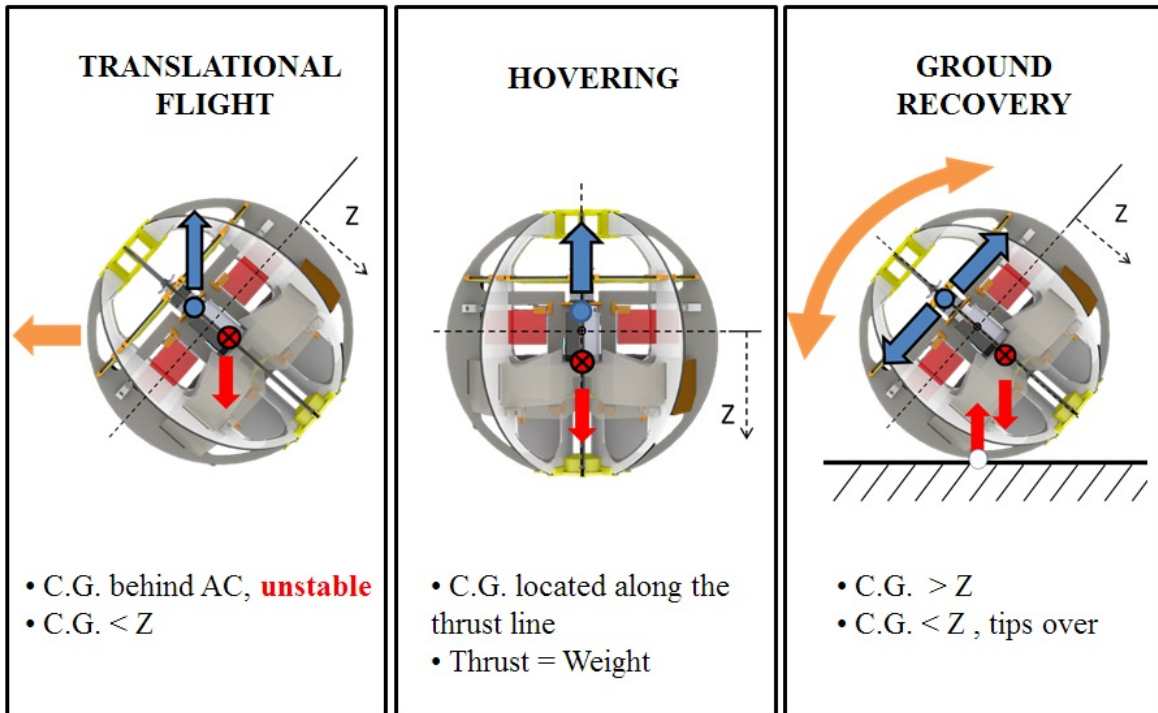 TRANSLATIONAL
FLIGHT
Z
• C.G. behind AC, unstable
• C.G. < Z
HOVERING
Z
• C.G. located along the
thrust line
• Thrust = Weight
GROUND
RECOVERY
Z
• C.G. > Z
• C.G. < Z , tips over